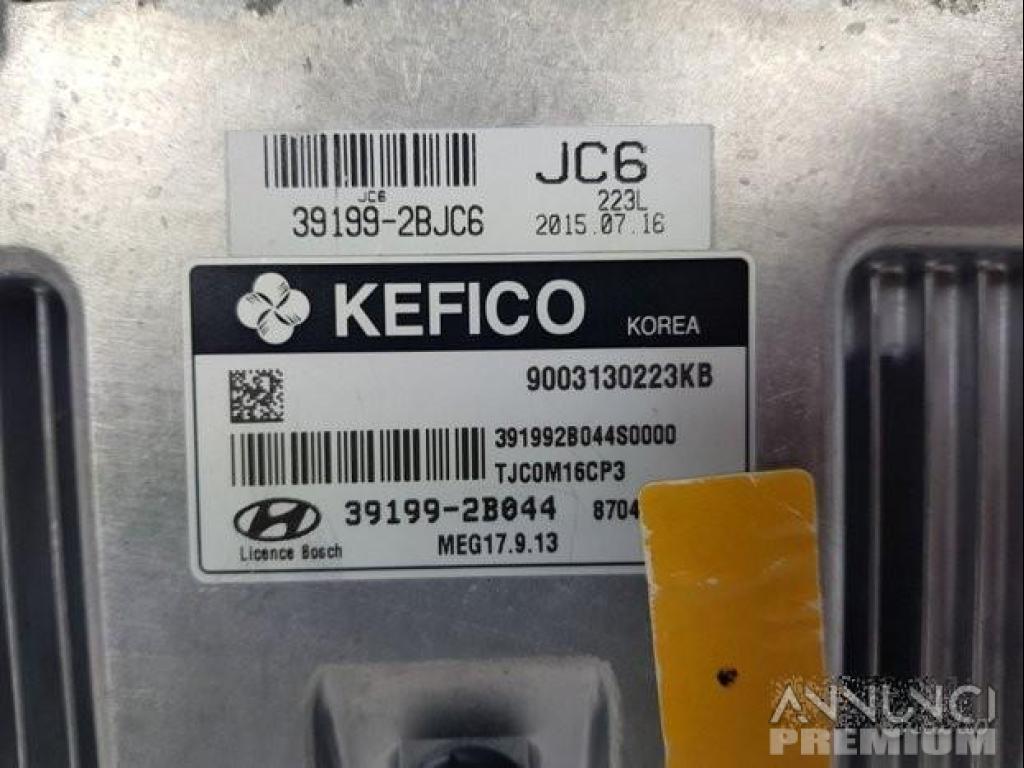 JC6
JC6
223L
39199-2BJC6
2015.07.16
KEFICO KOREA
9003130223KB
391992B044S0000
TJC0M16CP3
39199-2B044
Licence Bosch
MEG17.9.13
ANNUNCI
PREMIUM